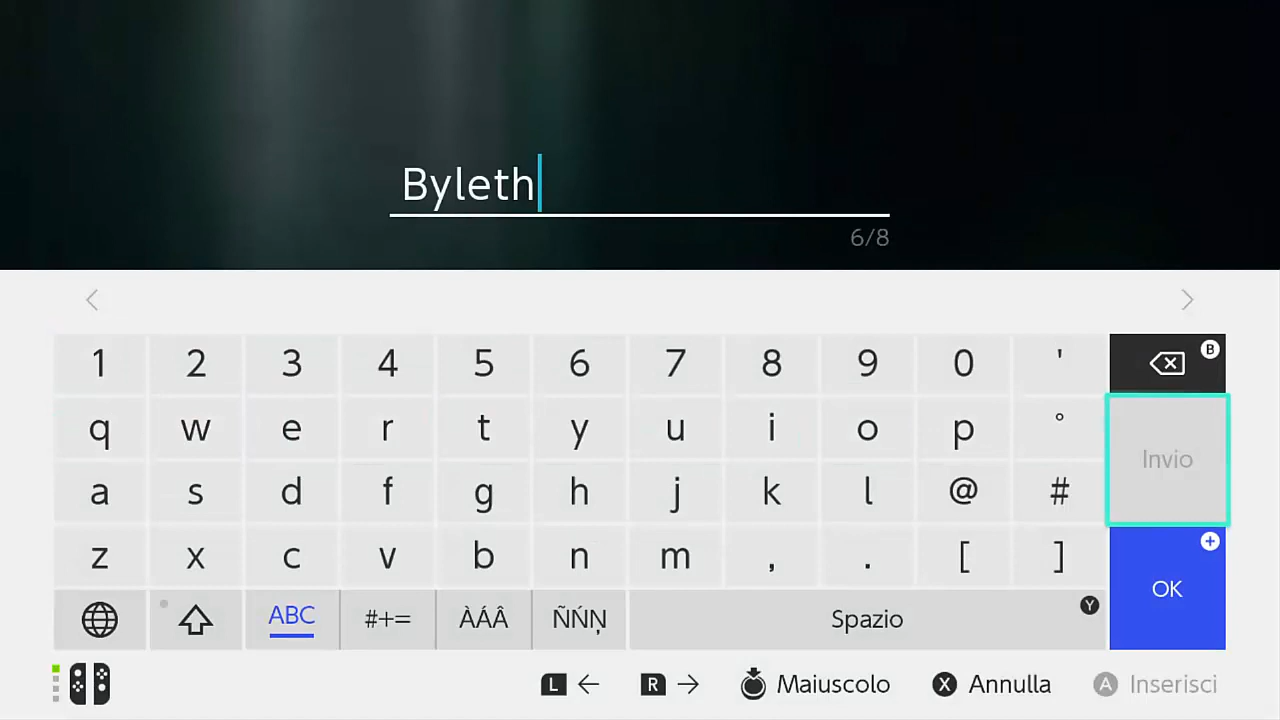 Byleth
6/8
1 2 3 4 5 6 7 8 9 0 ' B
q w e r t y u i o p °
Invio
a s d f g h j k l @ #
z x c v b n m , . [ ] +
OK
ABC #+= ÀÁÂ ÑŃŅ Spazio Y
L ← R → Maiuscolo X Annulla A Inserisci